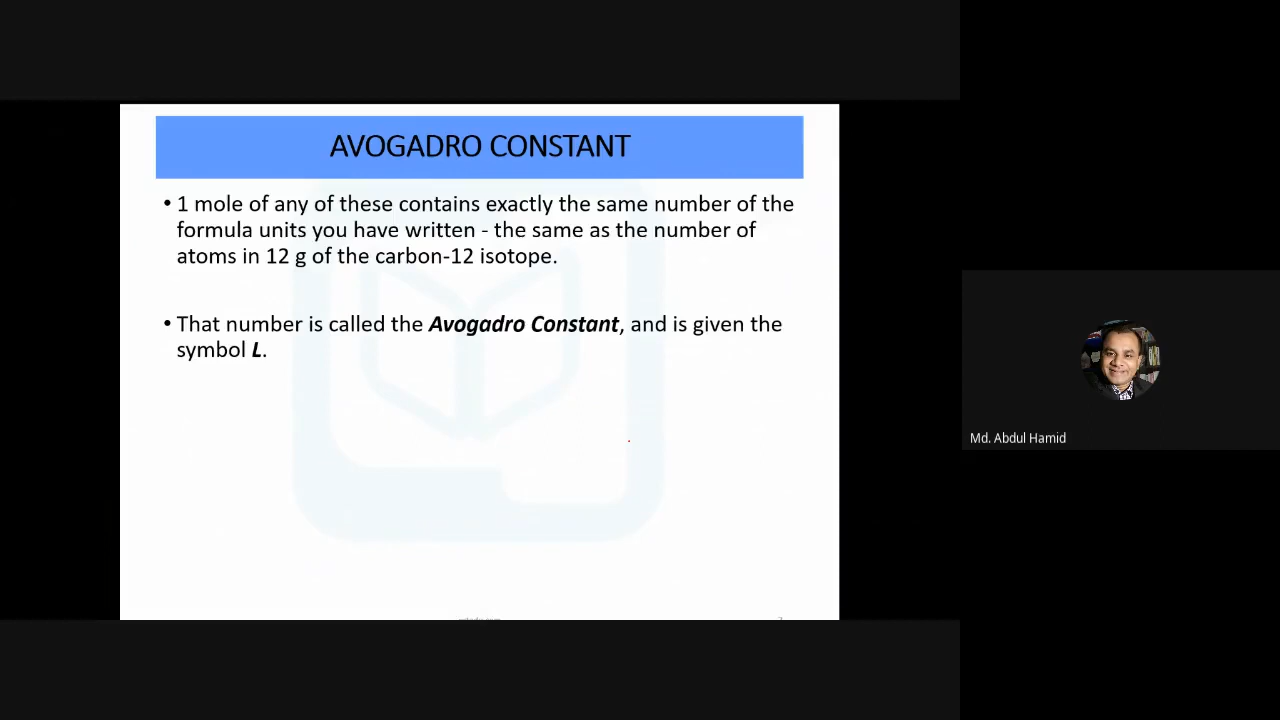 AVOGADRO CONSTANT
• 1 mole of any of these contains exactly the same number of the
formula units you have written - the same as the number of
atoms in 12 g of the carbon-12 isotope.
• That number is called the Avogadro Constant, and is given the
symbol L.
Md. Abdul Hamid